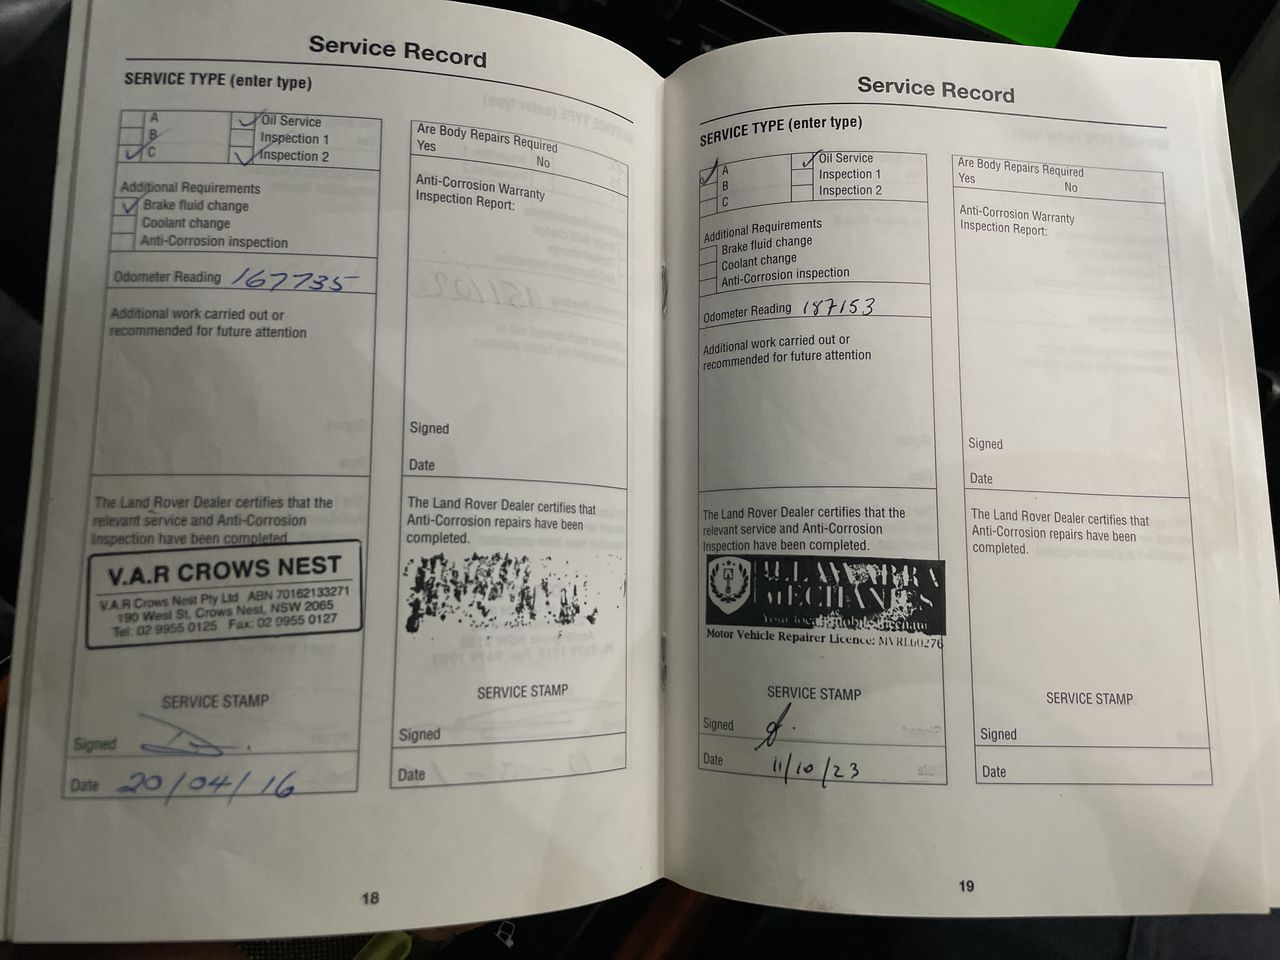 Service Record
SERVICE TYPE (enter type)
A
B
C
Oil Service
Inspection 1
Inspection 2
Additional Requirements
Brake fluid change
Coolant change
Anti-Corrosion inspection
Odometer Reading 167735
Additional work carried out or
recommended for future attention
The Land Rover Dealer certifies that the
relevant service and Anti-Corrosion
Inspection have been completed.
V.A.R CROWS NEST
V.A.R Crows Nest Pty Ltd ABN 70162133271
190 West St, Crows Nest, NSW 2065
Tel: 02 9955 0125 Fax: 02 9955 0127
SERVICE STAMP
Signed
Date 20/04/16
Are Body Repairs Required
Yes No
Anti-Corrosion Warranty
Inspection Report:
Signed
Date
The Land Rover Dealer certifies that
Anti-Corrosion repairs have been
completed.
SERVICE STAMP
Signed
Date
18
Service Record
SERVICE TYPE (enter type)
A
B
C
Oil Service
Inspection 1
Inspection 2
Additional Requirements
Brake fluid change
Coolant change
Anti-Corrosion inspection
Odometer Reading 187153
Additional work carried out or
recommended for future attention
The Land Rover Dealer certifies that the
relevant service and Anti-Corrosion
Inspection have been completed.
ILLAWARRA
MECHANICS
Your local mobile
Motor Vehicle Repairer Licence: MVRL60276
SERVICE STAMP
Signed
Date 11/10/23
Are Body Repairs Required
Yes No
Anti-Corrosion Warranty
Inspection Report:
Signed
Date
The Land Rover Dealer certifies that
Anti-Corrosion repairs have been
completed.
SERVICE STAMP
Signed
Date
19